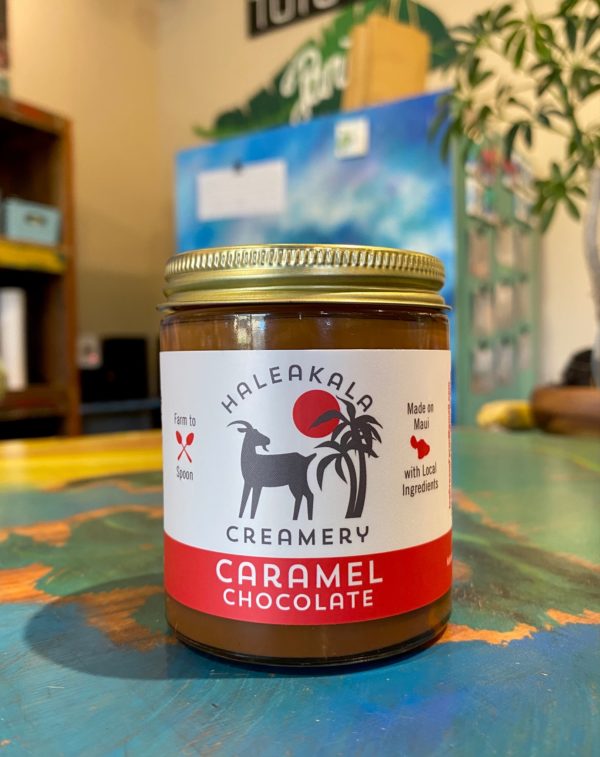 HALEAKALA
Farm to
Spoon
Made on
Maui
with Local
Ingredients
CREAMERY
CARAMEL
CHOCOLATE